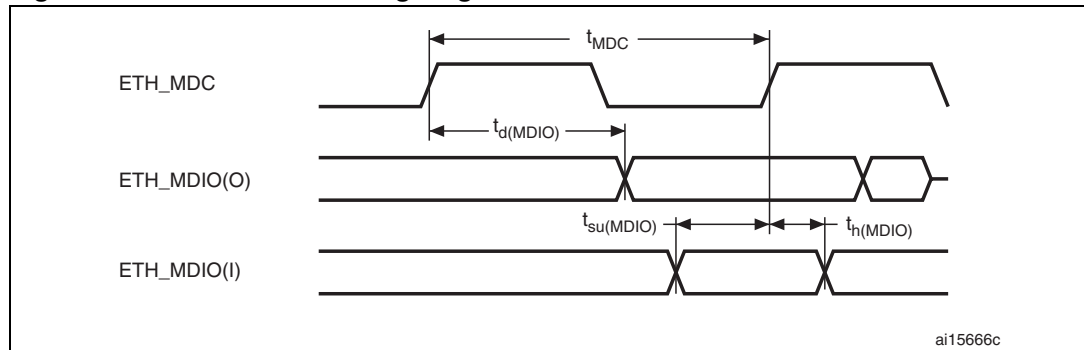 tMDC
ETH_MDC
td(MDIO)
ETH_MDIO(O)
tsu(MDIO)
th(MDIO)
ETH_MDIO(I)
ai15666c